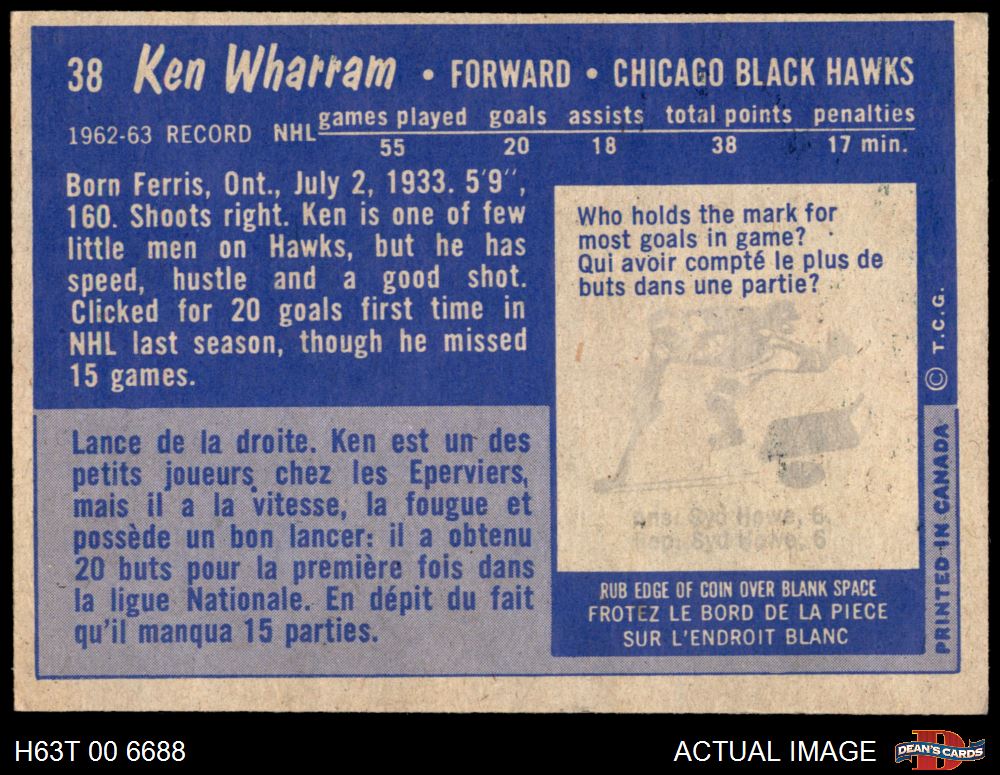 38 Ken Wharram • FORWARD • CHICAGO BLACK HAWKS
games played goals assists total points penalties
1962-63 RECORD NHL
55 20 18 38 17 min.
Born Ferris, Ont., July 2, 1933. 5'9",
160. Shoots right. Ken is one of few
little men on Hawks, but he has
speed, hustle and a good shot.
Clicked for 20 goals first time in
NHL last season, though he missed
15 games.
Lance de la droite. Ken est un des
petits joueurs chez les Eperviers,
mais il a la vitesse, la fougue et
possède un bon lancer: il a obtenu
20 buts pour la première fois dans
la ligue Nationale. En dépit du fait
qu'il manqua 15 parties.
Who holds the mark for
most goals in game?
Qui avoir compté le plus de
buts dans une partie?
Ans. Syd Howe, 6.
Rep. Syd Howe, 6
RUB EDGE OF COIN OVER BLANK SPACE
FROTEZ LE BORD DE LA PIECE
SUR L'ENDROIT BLANC
PRINTED IN CANADA
© T.C.G.
H63T 00 6688
ACTUAL IMAGE
DEAN'S CARDS